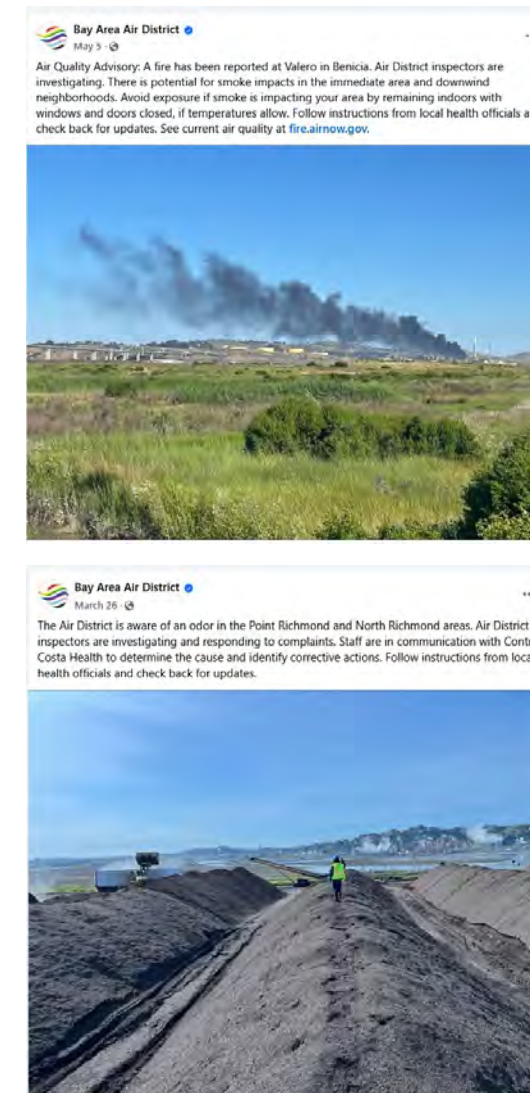 Bay Area Air District
May 5 ·
Air Quality Advisory: A fire has been reported at Valero in Benicia. Air District inspectors are
investigating. There is potential for smoke impacts in the immediate area and downwind
neighborhoods. Avoid exposure if smoke is impacting your area by remaining indoors with
windows and doors closed, if temperatures allow. Follow instructions from local health officials a
check back for updates. See current air quality at fire.airnow.gov.
Bay Area Air District
March 26 ·
The Air District is aware of an odor in the Point Richmond and North Richmond areas. Air District
inspectors are investigating and responding to complaints. Staff are in communication with Contr
Costa Health to determine the cause and identify corrective actions. Follow instructions from loca
health officials and check back for updates.